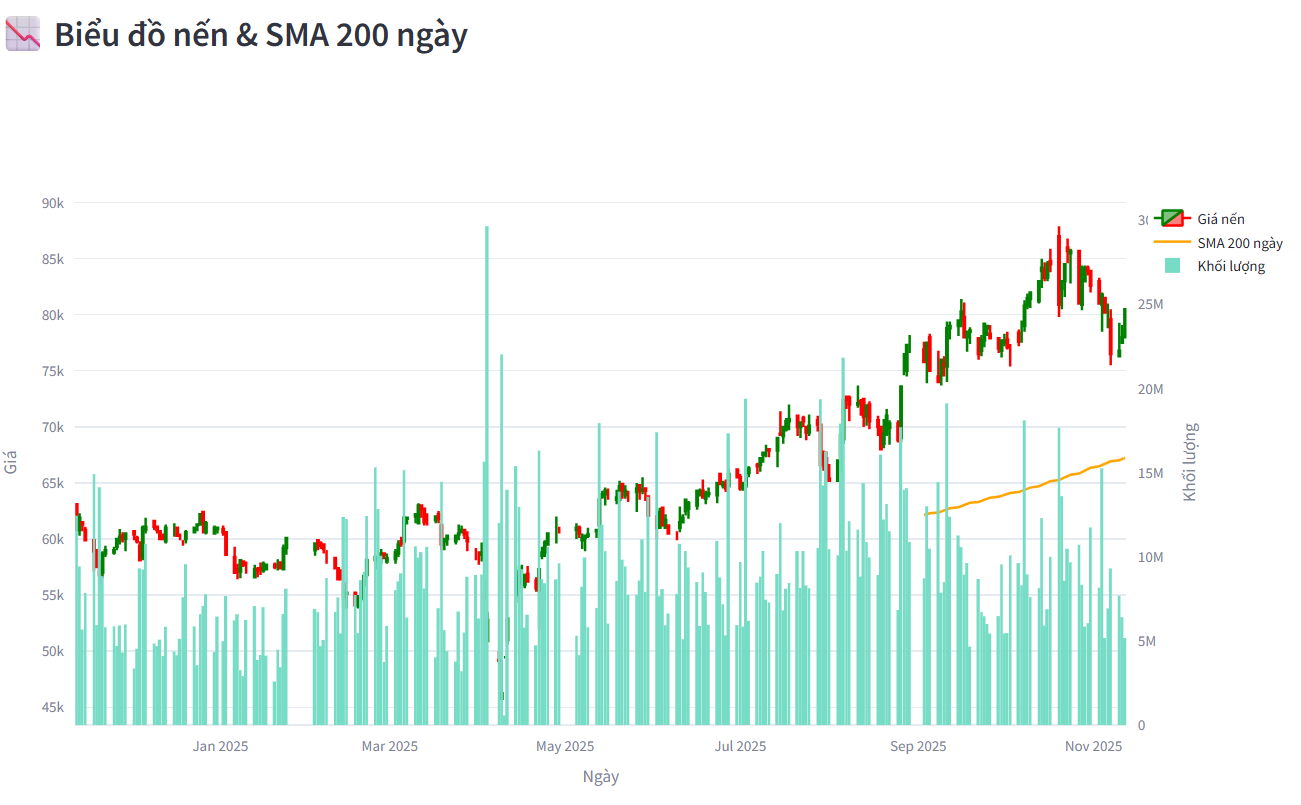 Biểu đồ nến & SMA 200 ngày
90k
85k
80k
75k
70k
65k
60k
55k
50k
45k
Giá
Jan 2025
Mar 2025
May 2025
Jul 2025
Sep 2025
Nov 2025
Ngày
25M
20M
15M
10M
5M
0
Khối lượng
Giá nến
SMA 200 ngày
Khối lượng